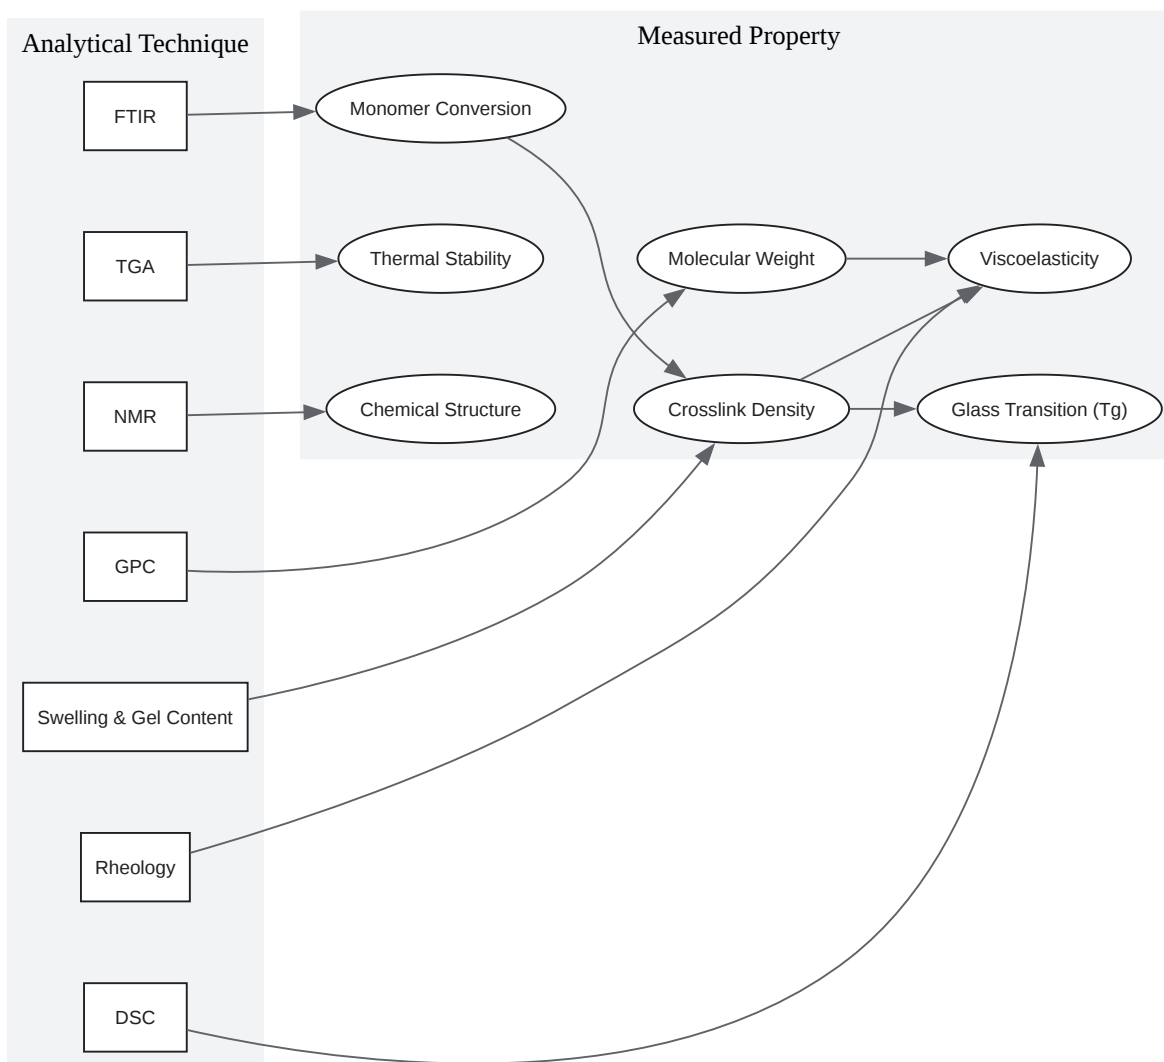 Analytical Technique
Measured Property
FTIR
Monomer Conversion
TGA
Thermal Stability
Molecular Weight
Viscoelasticity
NMR
Chemical Structure
Crosslink Density
Glass Transition (Tg)
GPC
Swelling & Gel Content
Rheology
DSC